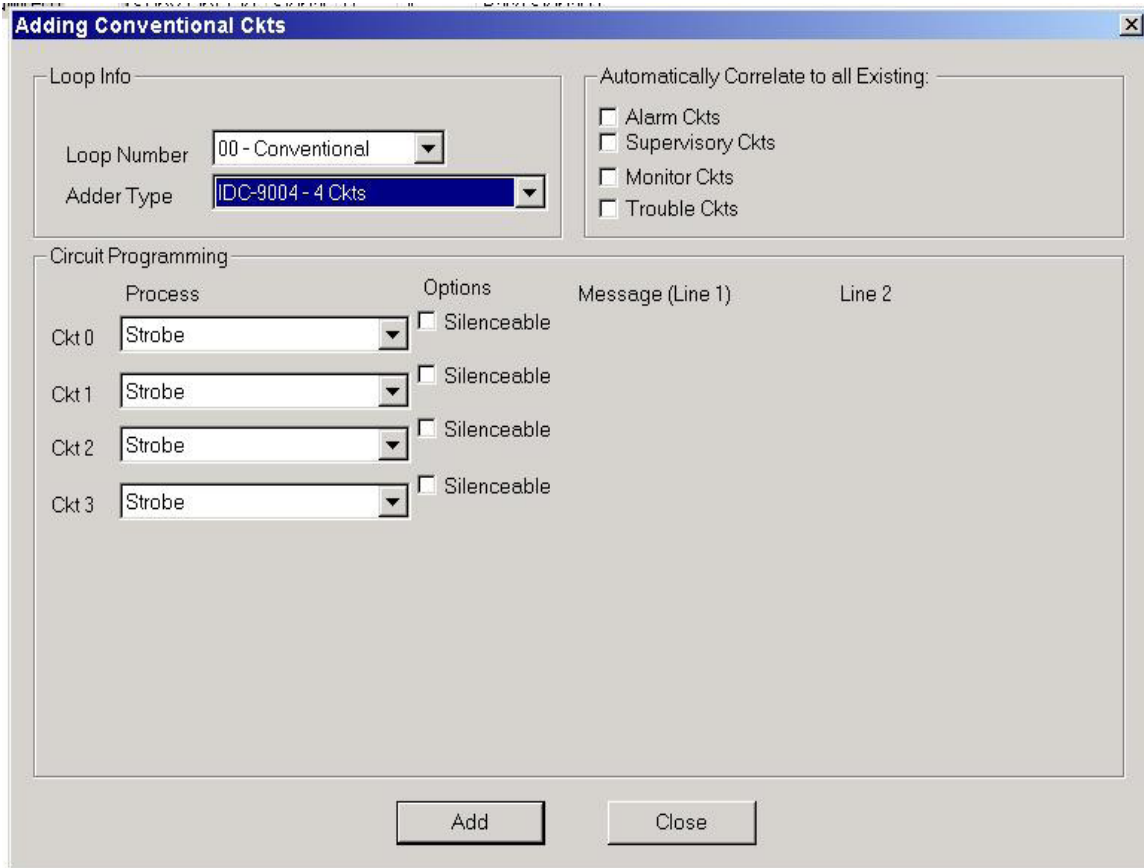 Adding Conventional Ckts
Loop Info
Loop Number 00 - Conventional
Adder Type IDC-9004 - 4 Ckts
Automatically Correlate to all Existing:
Alarm Ckts
Supervisory Ckts
Monitor Ckts
Trouble Ckts
Circuit Programming
Process Options Message (Line 1) Line 2
Ckt 0 Strobe Silenceable
Ckt 1 Strobe Silenceable
Ckt 2 Strobe Silenceable
Ckt 3 Strobe Silenceable
Add Close